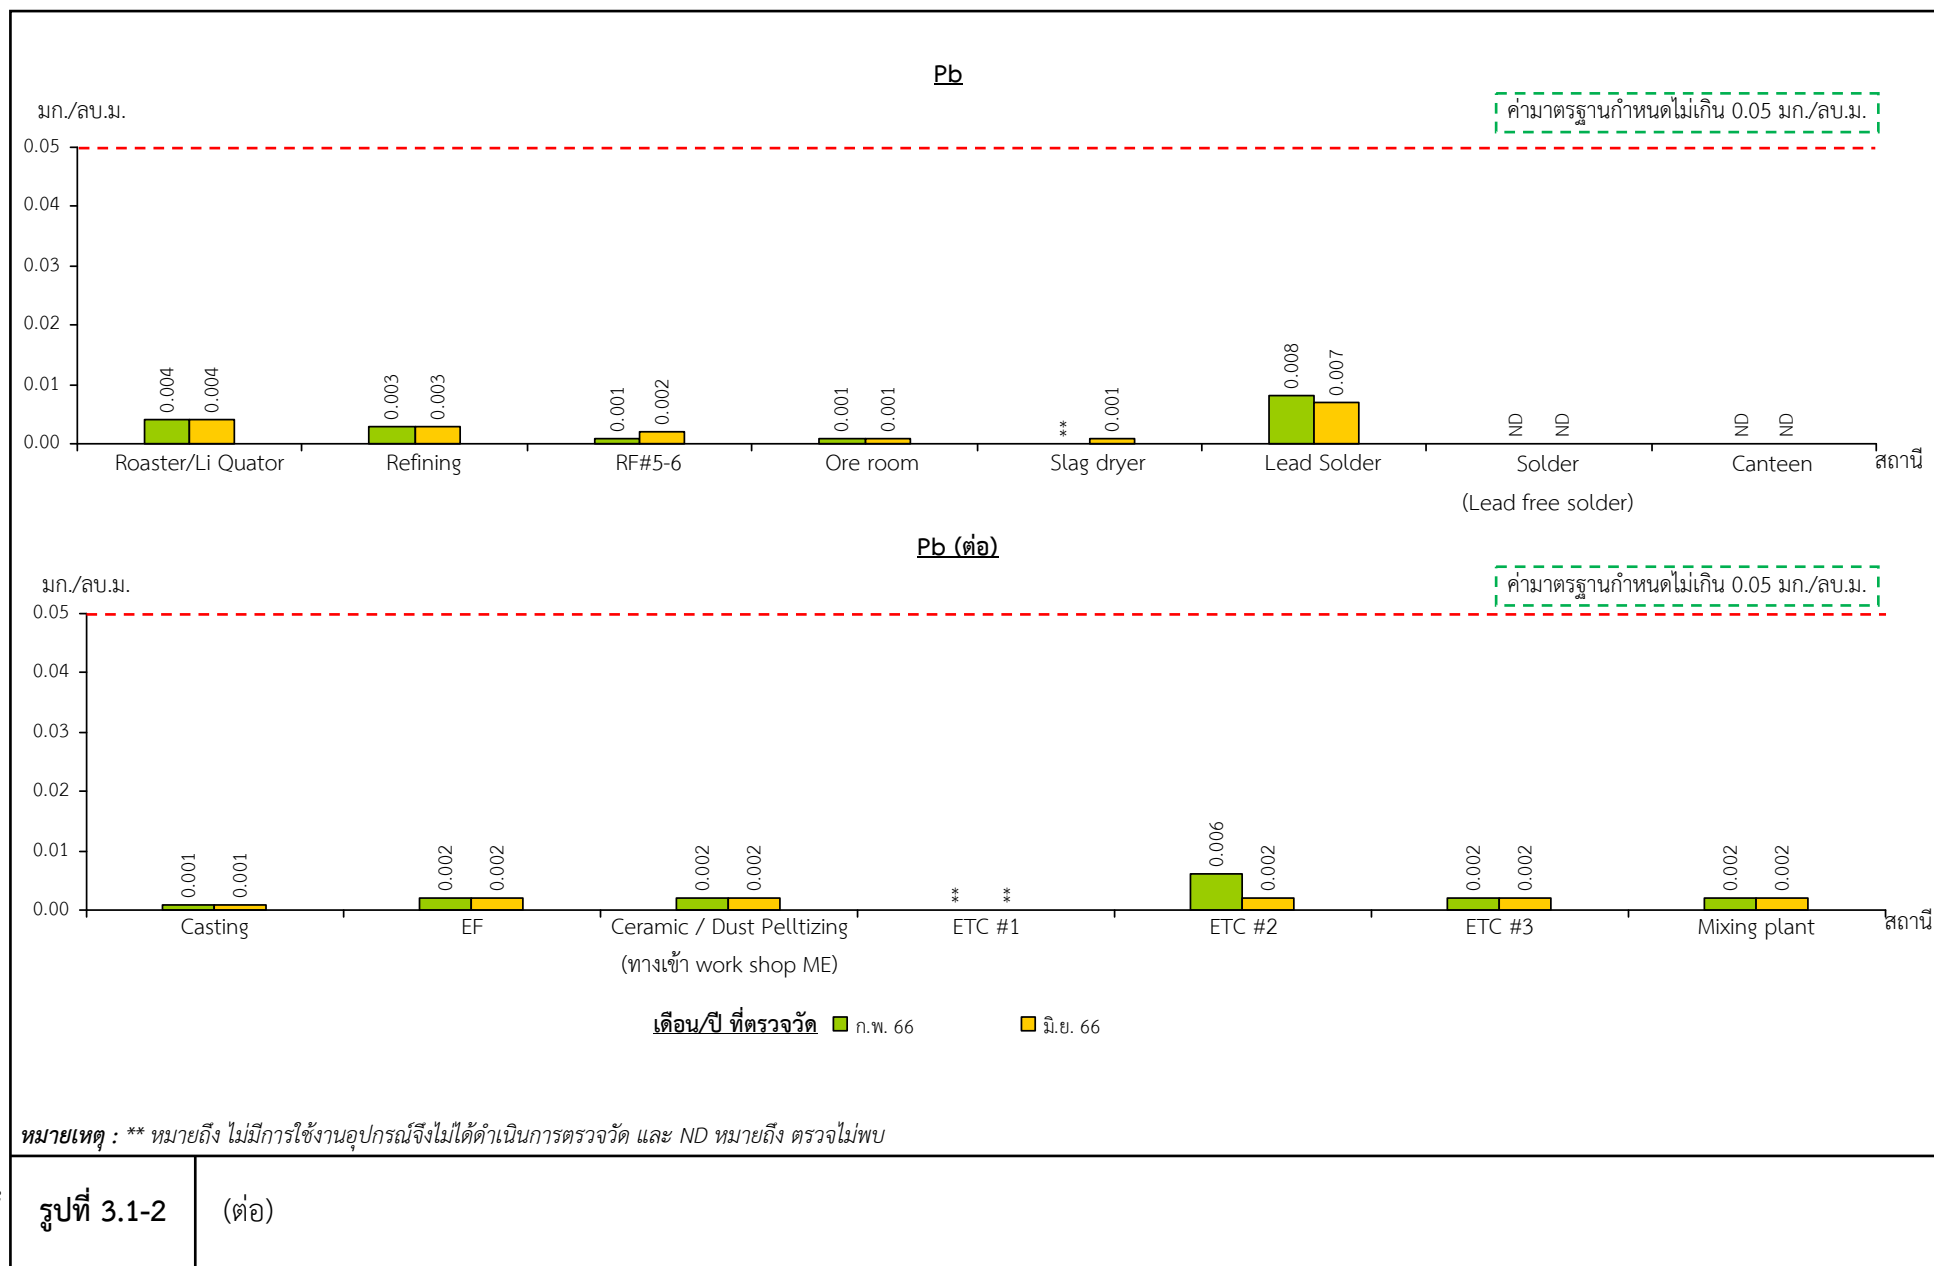 Pb
มก./ลบ.ม.
ค่ามาตรฐานกำหนดไม่เกิน 0.05 มก./ลบ.ม.
0.05
0.04
0.03
0.02
0.01
0.00
0.004 0.004 0.003 0.003 0.001 0.002 0.001 0.001 ** 0.001 0.008 0.007 ND ND ND ND
Roaster/Li Quator Refining RF#5-6 Ore room Slag dryer Lead Solder Solder Canteen สถานี
(Lead free solder)
Pb (ต่อ)
มก./ลบ.ม.
ค่ามาตรฐานกำหนดไม่เกิน 0.05 มก./ลบ.ม.
0.05
0.04
0.03
0.02
0.01
0.00
0.001 0.001 0.002 0.002 0.002 0.002 ** ** 0.006 0.002 0.002 0.002 0.002 0.002
Casting EF Ceramic / Dust Pelltizing ETC #1 ETC #2 ETC #3 Mixing plant สถานี
(ทางเข้า work shop ME)
เดือน/ปี ที่ตรวจวัด ก.พ. 66 มิ.ย. 66
หมายเหตุ : ** หมายถึง ไม่มีการใช้งานอุปกรณ์จึงไม่ได้ดำเนินการตรวจวัด และ ND หมายถึง ตรวจไม่พบ
รูปที่ 3.1-2 (ต่อ)